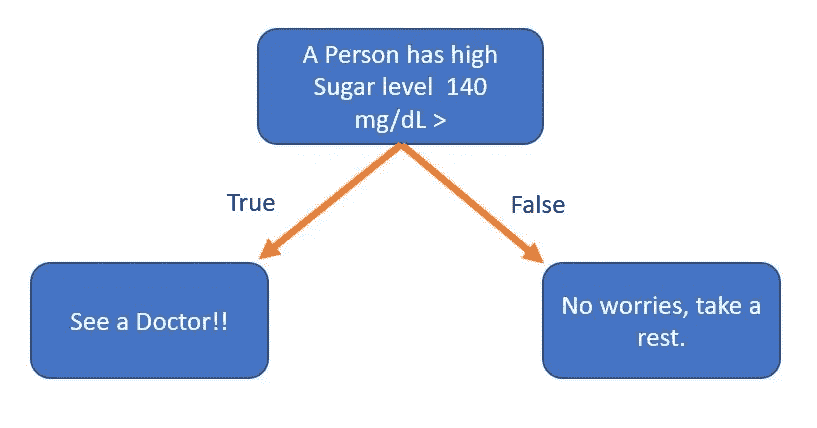 A Person has high
Sugar level  140
mg/dL >
True
False
See a Doctor!!
No worries, take a
rest.